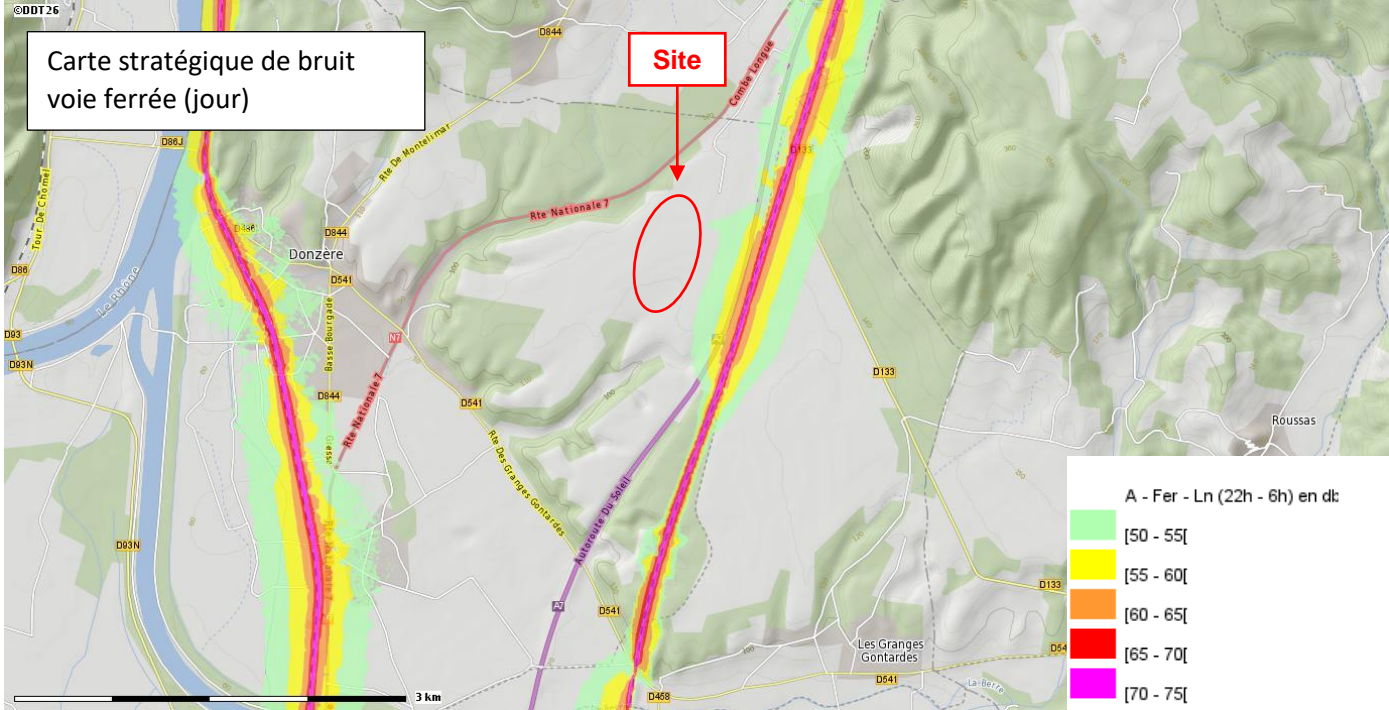 ©DDT26
Carte stratégique de bruit
voie ferrée (jour)
Site
D844
Combe Longue
D86J
Rte De Montelimar
D133
Tour De Chomel
Rte Nationale 7
D486
D844
Donzère
D541
D86
Le Rhône
D93
N7
Basse Bourgade
D93N
D844
Rte Nationale 7
D541
D133
Roussas
Rte Des Granges Gontardes
Autoroute Du Soleil
D93N
Rte Nationale 7
A7
D541
D133
Les Granges
Gontardes
D541
D54
D458
La Berre
3 km
A - Fer - Ln (22h - 6h) en db
[50 - 55[
[55 - 60[
[60 - 65[
[65 - 70[
[70 - 75[